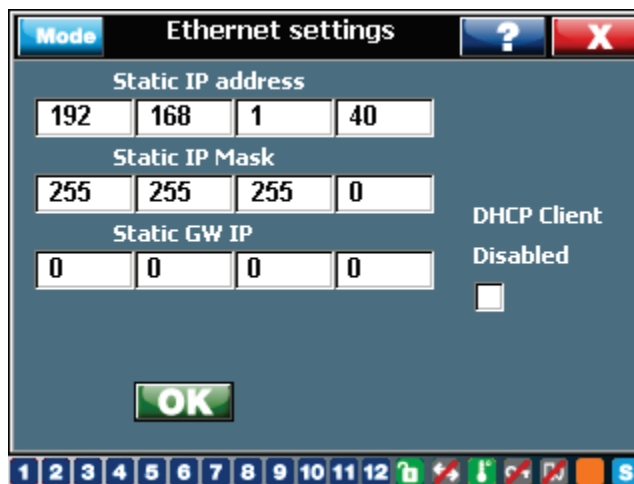 Mode Ethernet settings ? X
Static IP address
192 168 1 40
Static IP Mask
255 255 255 0
DHCP Client
Static GW IP
Disabled
0 0 0 0
OK
1 2 3 4 5 6 7 8 9 10 11 12 S